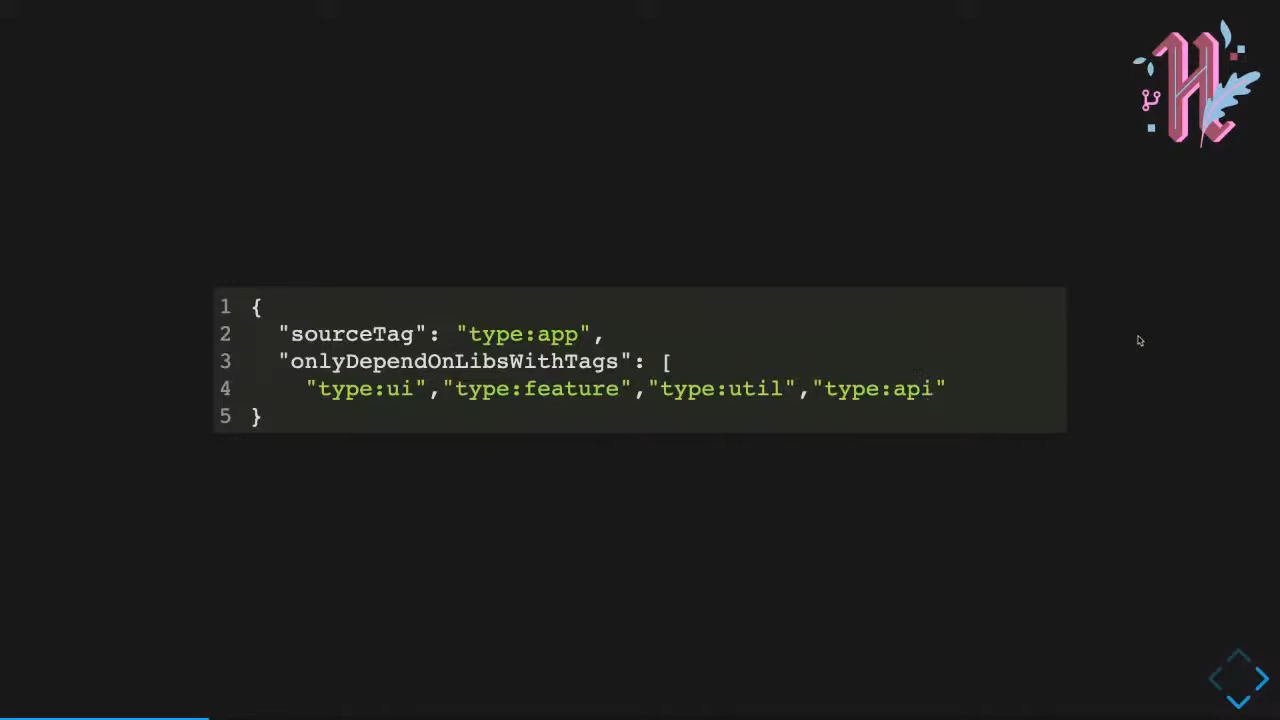 H
1 {
2   "sourceTag": "type:app",
3   "onlyDependOnLibsWithTags": [
4     "type:ui","type:feature","type:util","type:api"
5 }